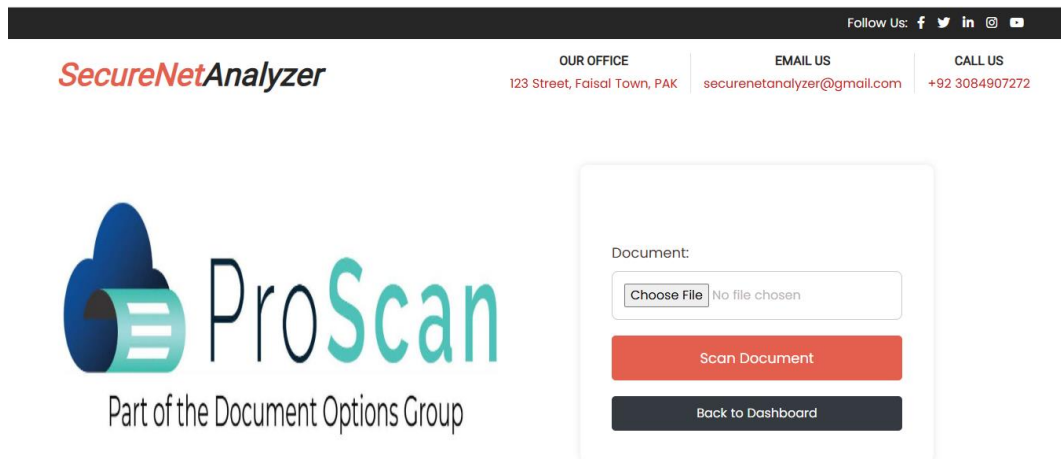 Follow Us:
SecureNetAnalyzer
OUR OFFICE
123 Street, Faisal Town, PAK
EMAIL US
securenetanalyzer@gmail.com
CALL US
+92 3084907272
ProScan
Part of the Document Options Group
Document:
Choose File No file chosen
Scan Document
Back to Dashboard